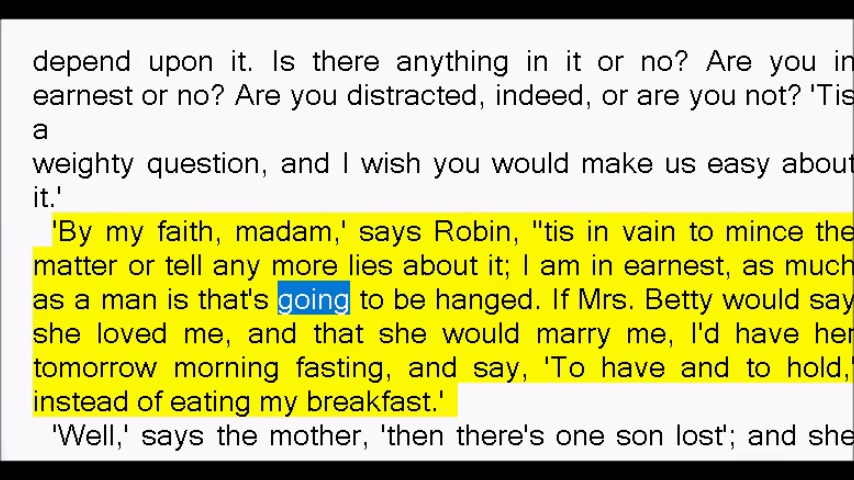 depend upon it. Is there anything in it or no? Are you in
earnest or no? Are you distracted, indeed, or are you not? 'Tis
a
weighty question, and I wish you would make us easy about
it.'
'By my faith, madam,' says Robin, "tis in vain to mince the
matter or tell any more lies about it; I am in earnest, as much
as a man is that's going to be hanged. If Mrs. Betty would say
she loved me, and that she would marry me, I'd have her
tomorrow morning fasting, and say, 'To have and to hold,'
instead of eating my breakfast.'
'Well,' says the mother, 'then there's one son lost'; and she